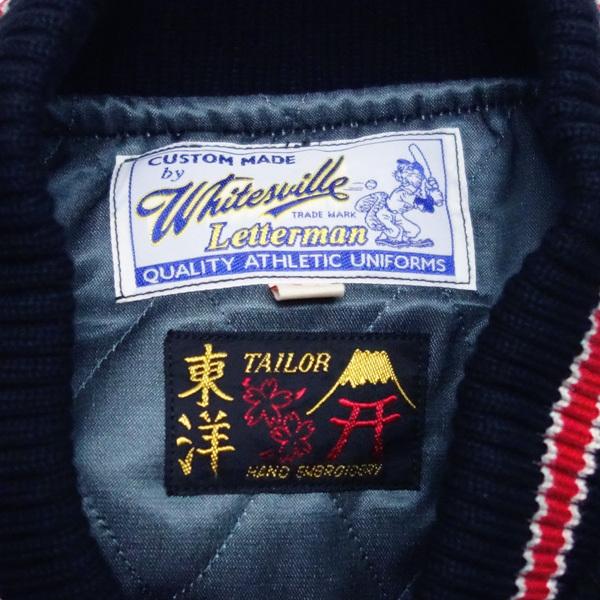 CUSTOM MADE
by
Whitesville
TRADE MARK
Letterman
QUALITY ATHLETIC UNIFORMS
東洋
TAILOR
HAND EMBROIDERY